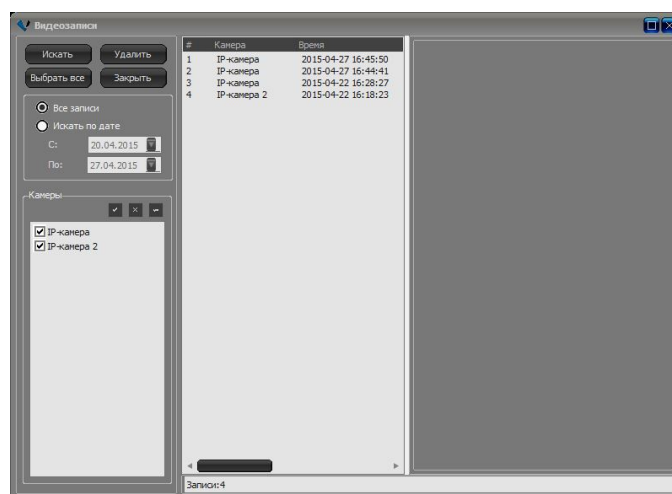 Видеозаписи
Искать Удалить
Выбрать все Закрыть
Все записи
Искать по дате
С: 20.04.2015
По: 27.04.2015
Камеры
IP-камера
IP-камера 2
# Камера Время
1 IP-камера 2015-04-27 16:45:50
2 IP-камера 2015-04-27 16:44:41
3 IP-камера 2015-04-22 16:28:27
4 IP-камера 2 2015-04-22 16:18:23
Записи:4